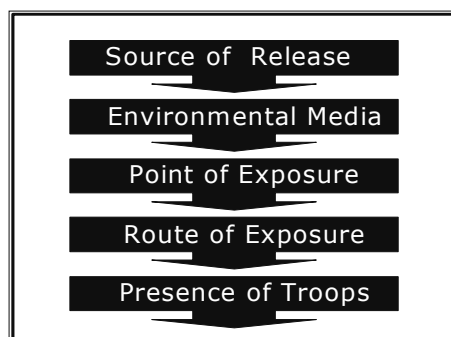 Source of Release
Environmental Media
Point of Exposure
Route of Exposure
Presence of Troops